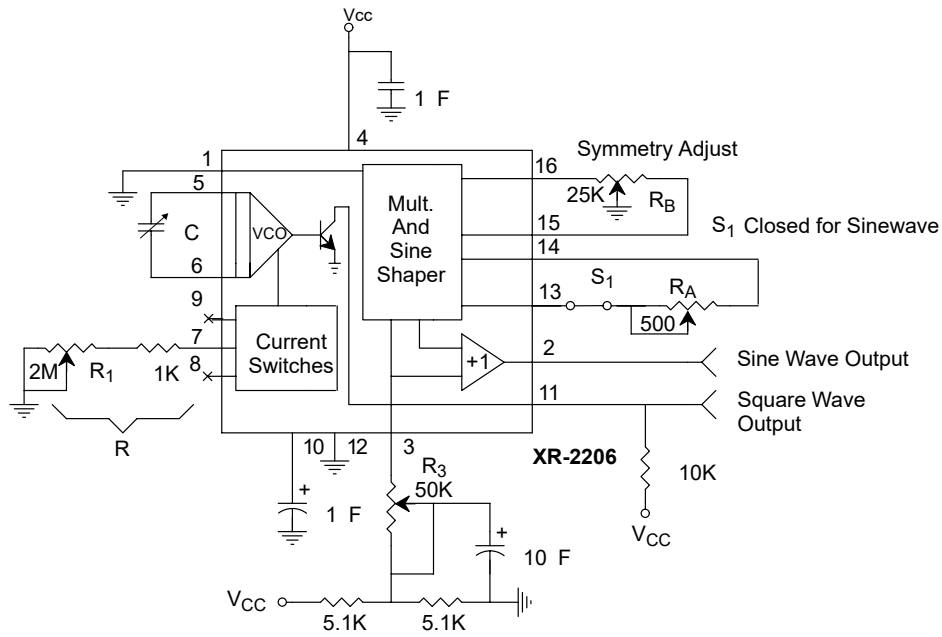 Vcc
1 F
4
1
16
Symmetry Adjust
5
25K
RB
Mult.
And
Sine
Shaper
C
VCO
15
S1 Closed for Sinewave
14
6
S1
13
RA
9
500
Current
Switches
7
2M
R1
1K
8
+1
2
Sine Wave Output
11
Square Wave
Output
R
10
12
3
XR-2206
R3
50K
10K
+
1 F
+
10 F
VCC
VCC
5.1K
5.1K